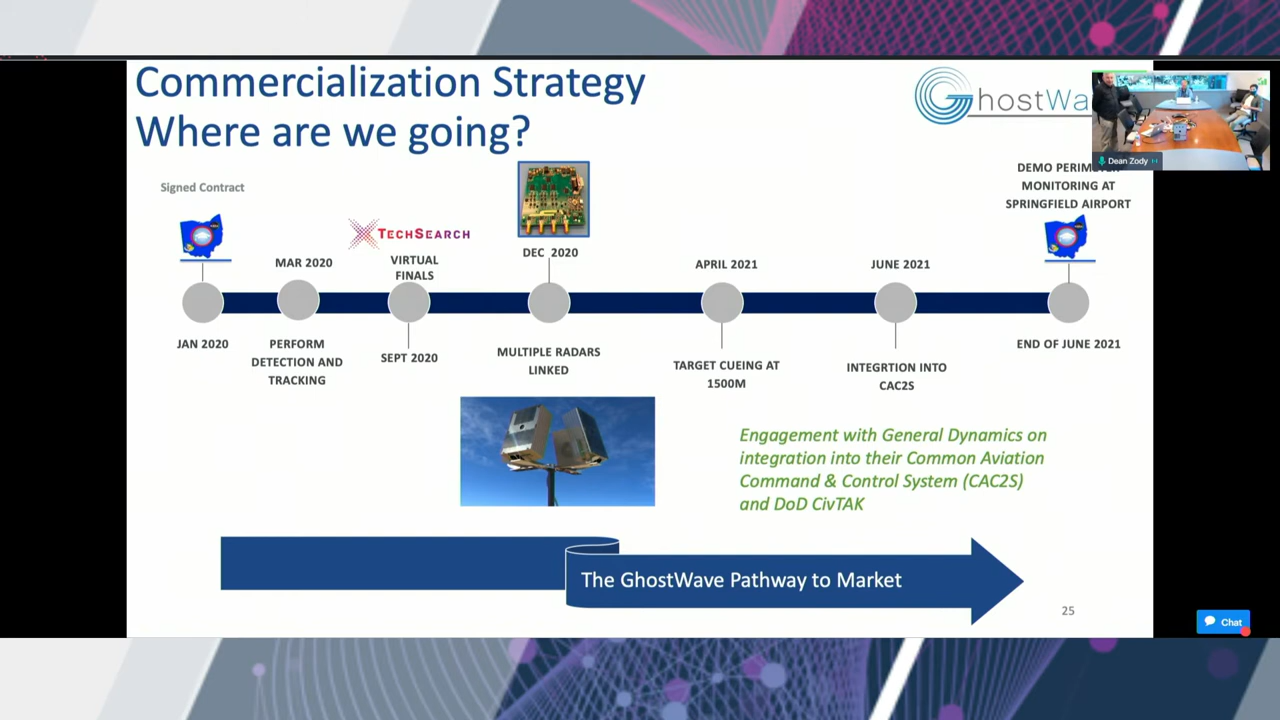 Commercialization Strategy
Where are we going?
GhostWa
Dean Zody
Signed Contract
DEMO PERIMETER
MONITORING AT
SPRINGFIELD AIRPORT
TECHSEARCH
MAR 2020
VIRTUAL
FINALS
DEC 2020
APRIL 2021
JUNE 2021
JAN 2020
PERFORM
DETECTION AND
TRACKING
SEPT 2020
MULTIPLE RADARS
LINKED
TARGET CUEING AT
1500M
INTEGRTION INTO
CAC2S
END OF JUNE 2021
Engagement with General Dynamics on
integration into their Common Aviation
Command & Control System (CAC2S)
and DoD CivTAK
The GhostWave Pathway to Market
25
Chat